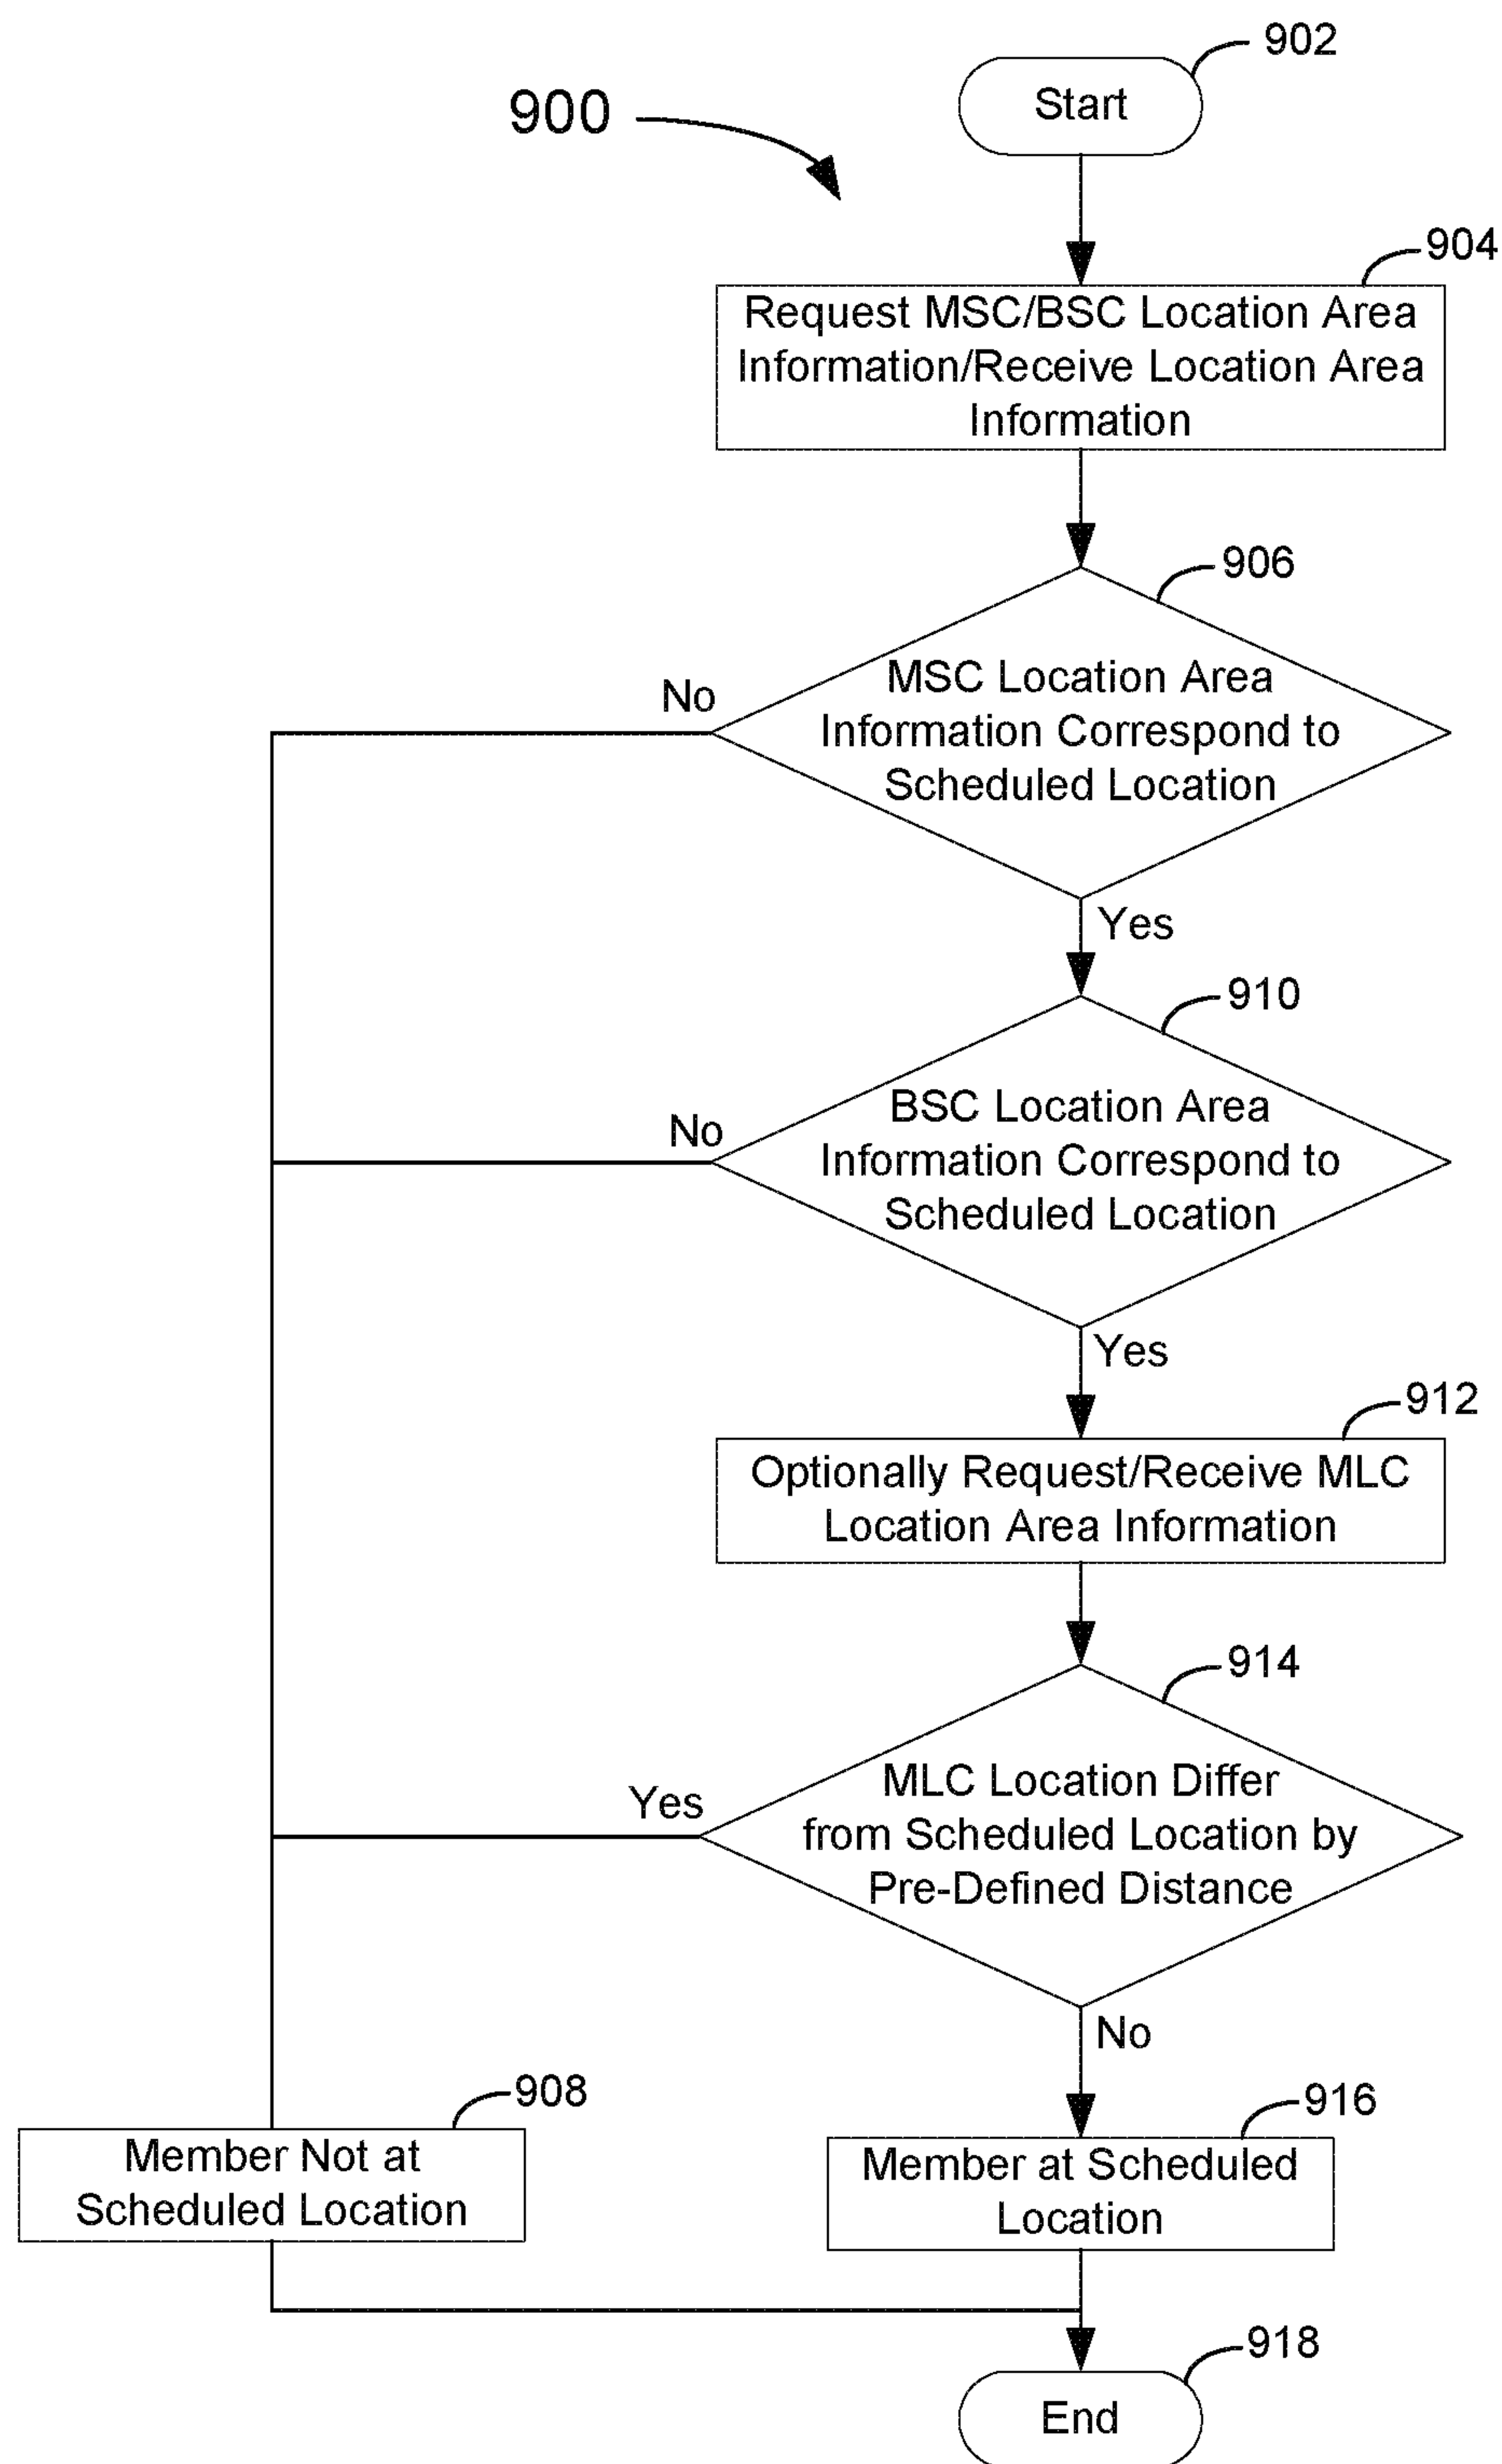 902
Start
900
904
Request MSC/BSC Location Area
Information/Receive Location Area
Information
906
MSC Location Area
Information Correspond to
Scheduled Location
No
Yes
910
BSC Location Area
Information Correspond to
Scheduled Location
No
Yes
912
Optionally Request/Receive MLC
Location Area Information
914
MLC Location Differ
from Scheduled Location by
Pre-Defined Distance
Yes
No
908
Member Not at
Scheduled Location
916
Member at Scheduled
Location
918
End